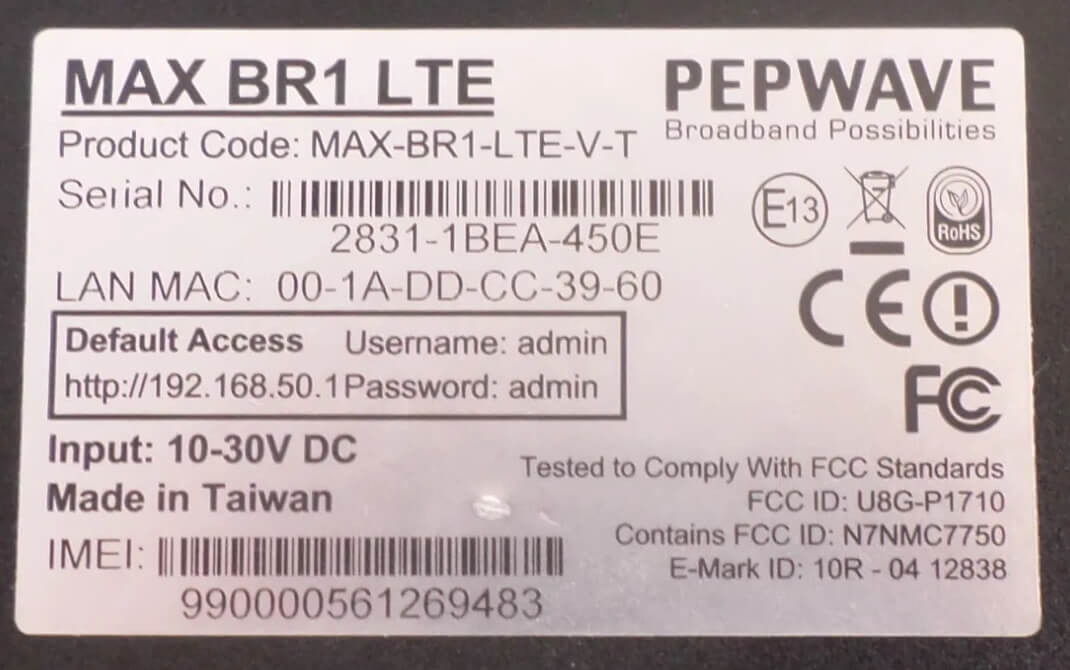 MAX BR1 LTE
PEPWAVE
Broadband Possibilities
Product Code: MAX-BR1-LTE-V-T
Serial No.:
2831-1BEA-450E
E13
RoHS
LAN MAC: 00-1A-DD-CC-39-60
CE
Default Access Username: admin
http://192.168.50.1 Password: admin
FC
Input: 10-30V DC
Made in Taiwan
Tested to Comply With FCC Standards
FCC ID: U8G-P1710
Contains FCC ID: N7NMC7750
E-Mark ID: 10R - 04 12838
IMEI:
990000561269483